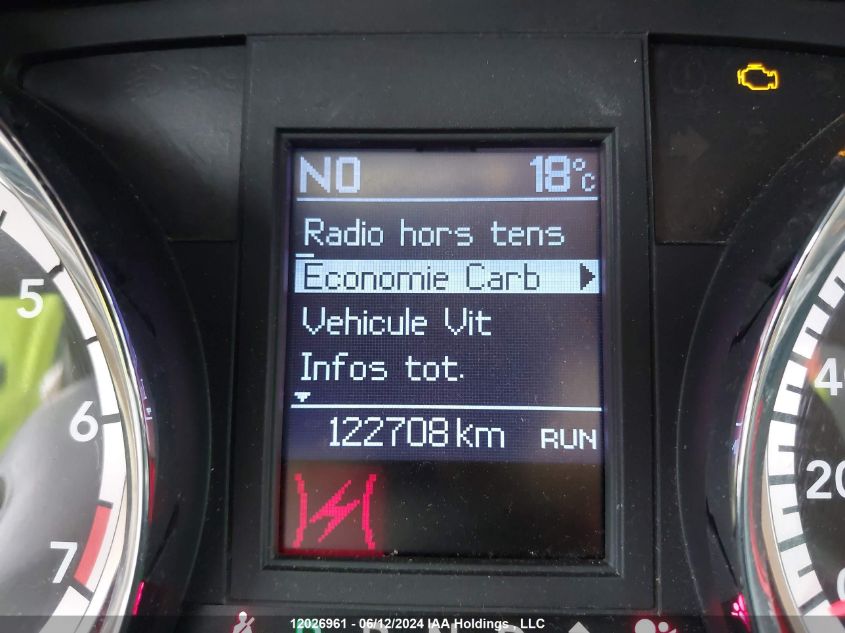 NO 18°C
Radio hors tens
Economie Carb
Vehicule Vit
Infos tot.
122708 km RUN
5
6
7
40
20
0
12026961 - 06/12/2024 IAA Holdings , LLC